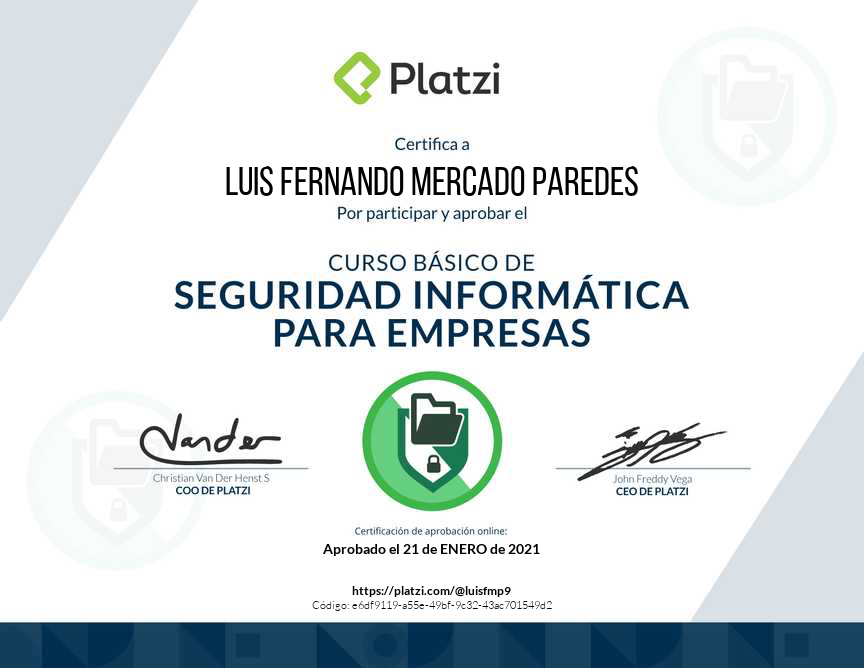 Platzi
Certifica a
LUIS FERNANDO MERCADO PAREDES
Por participar y aprobar el
CURSO BÁSICO DE
SEGURIDAD INFORMÁTICA
PARA EMPRESAS
Vander
Christian Van Der Henst S
COO DE PLATZI
John Freddy Vega
CEO DE PLATZI
Certificación de aprobación online:
Aprobado el 21 de ENERO de 2021
https://platzi.com/@luisfmp9
Código: e6df9119-a55e-49bf-9c32-43ac701549d2